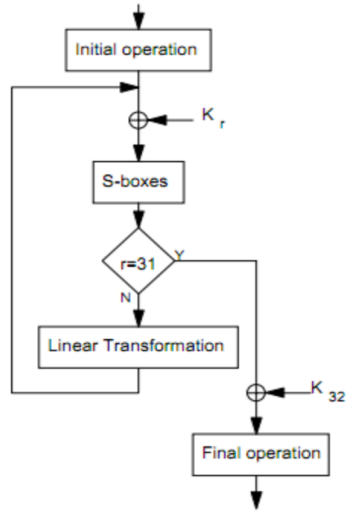 Initial operation
K r
S-boxes
r=31
Y
N
Linear Transformation
K 32
Final operation